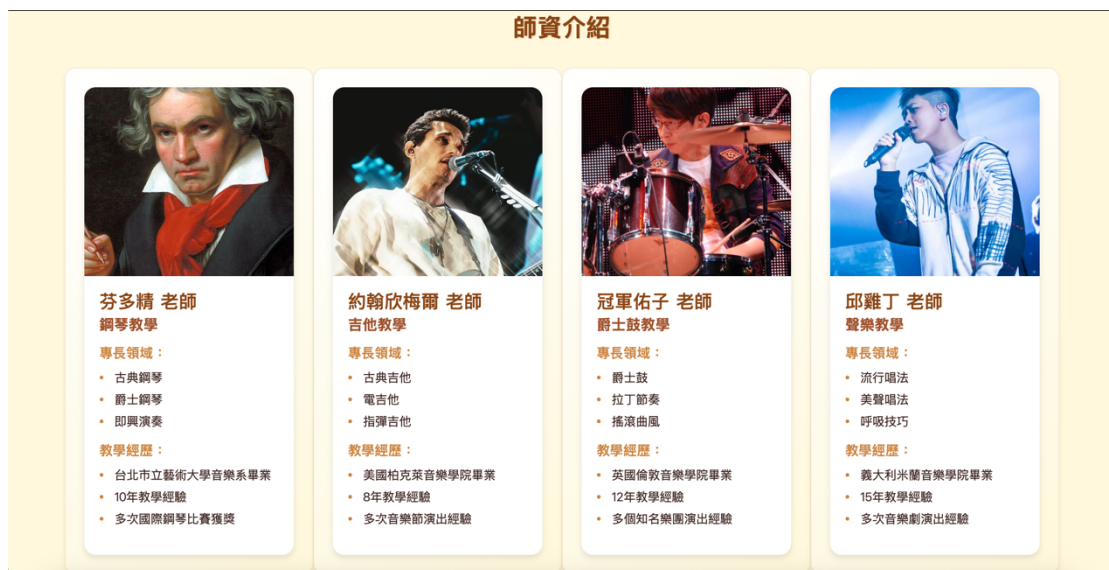 師資介紹
芬多精 老師
鋼琴教學
專長領域：
• 古典鋼琴
• 爵士鋼琴
• 即興演奏
教學經歷：
• 台北市立藝術大學音樂系畢業
• 10年教學經驗
• 多次國際鋼琴比賽獲獎
約翰欣梅爾 老師
吉他教學
專長領域：
• 古典吉他
• 電吉他
• 指彈吉他
教學經歷：
• 美國柏克萊音樂學院畢業
• 8年教學經驗
• 多次音樂節演出經驗
冠軍佑子 老師
爵士鼓教學
專長領域：
• 爵士鼓
• 拉丁節奏
• 搖滾曲風
教學經歷：
• 英國倫敦音樂學院畢業
• 12年教學經驗
• 多個知名樂團演出經驗
邱雞丁 老師
聲樂教學
專長領域：
• 流行唱法
• 美聲唱法
• 呼吸技巧
教學經歷：
• 義大利米蘭音樂學院畢業
• 15年教學經驗
• 多次音樂劇演出經驗